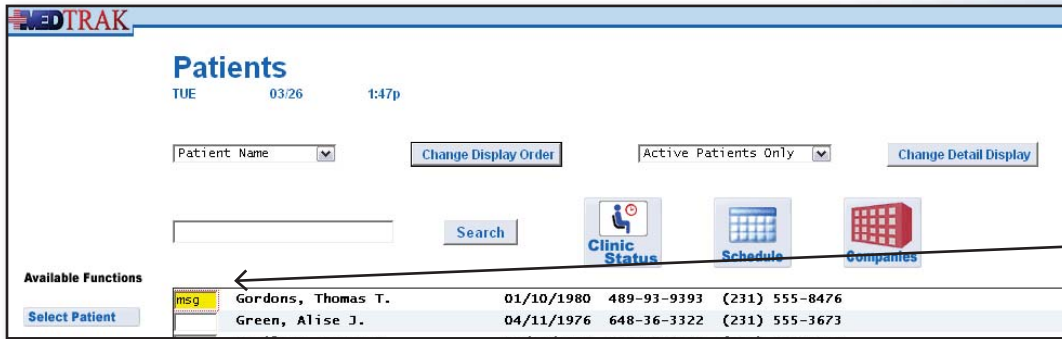 MEDTRAK
Patients
TUE 03/26 1:47p
Patient Name Change Display Order Active Patients Only Change Detail Display
Search Clinic Status Schedule Companies
Available Functions
msg Gordons, Thomas T. 01/10/1980 489-93-9393 (231) 555-8476
Select Patient Green, Alise J. 04/11/1976 648-36-3322 (231) 555-3673